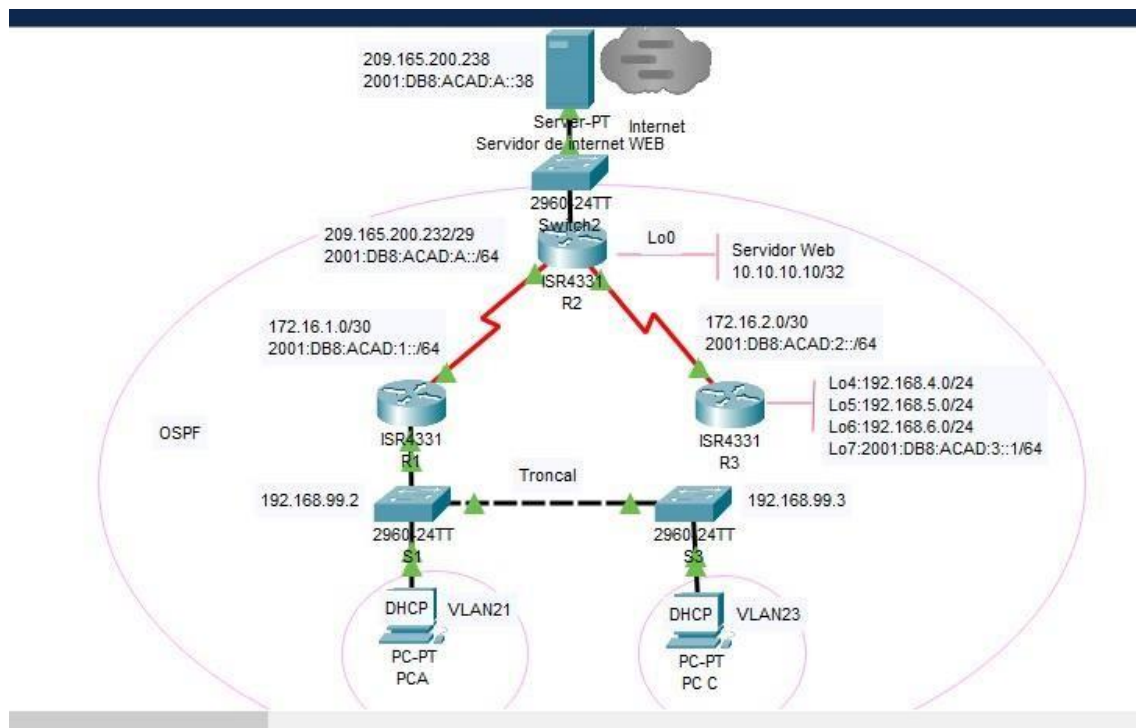 209.165.200.238
2001:DB8:ACAD:A::38
Server-PT
Internet
Servidor de internet WEB
2960-24TT
Switch2
209.165.200.232/29
2001:DB8:ACAD:A::/64
Lo0
Servidor Web
10.10.10.10/32
ISR4331
R2
172.16.1.0/30
2001:DB8:ACAD:1::/64
172.16.2.0/30
2001:DB8:ACAD:2::/64
Lo4:192.168.4.0/24
Lo5:192.168.5.0/24
Lo6:192.168.6.0/24
Lo7:2001:DB8:ACAD:3::1/64
OSPF
ISR4331
R1
ISR4331
R3
Troncal
192.168.99.2
192.168.99.3
2960-24TT
S1
2960-24TT
S3
DHCP
VLAN21
DHCP
VLAN23
PC-PT
PCA
PC-PT
PC C